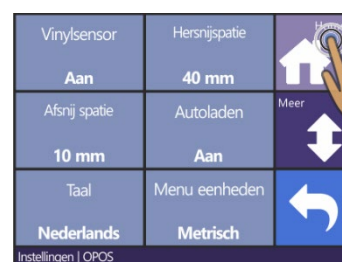 Vinylsensor
Aan
Hersnijspatie
40 mm
Home
Afsnij spatie
10 mm
Autoladen
Aan
Meer
Taal
Nederlands
Menu eenheden
Metrisch
Instellingen | OPOS